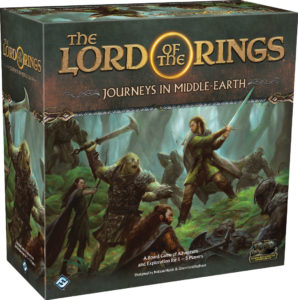 THE
LORD OF THE RINGS
JOURNEYS IN MIDDLE-EARTH
A Board Game of Adventure
and Exploration for 1 – 5 Players